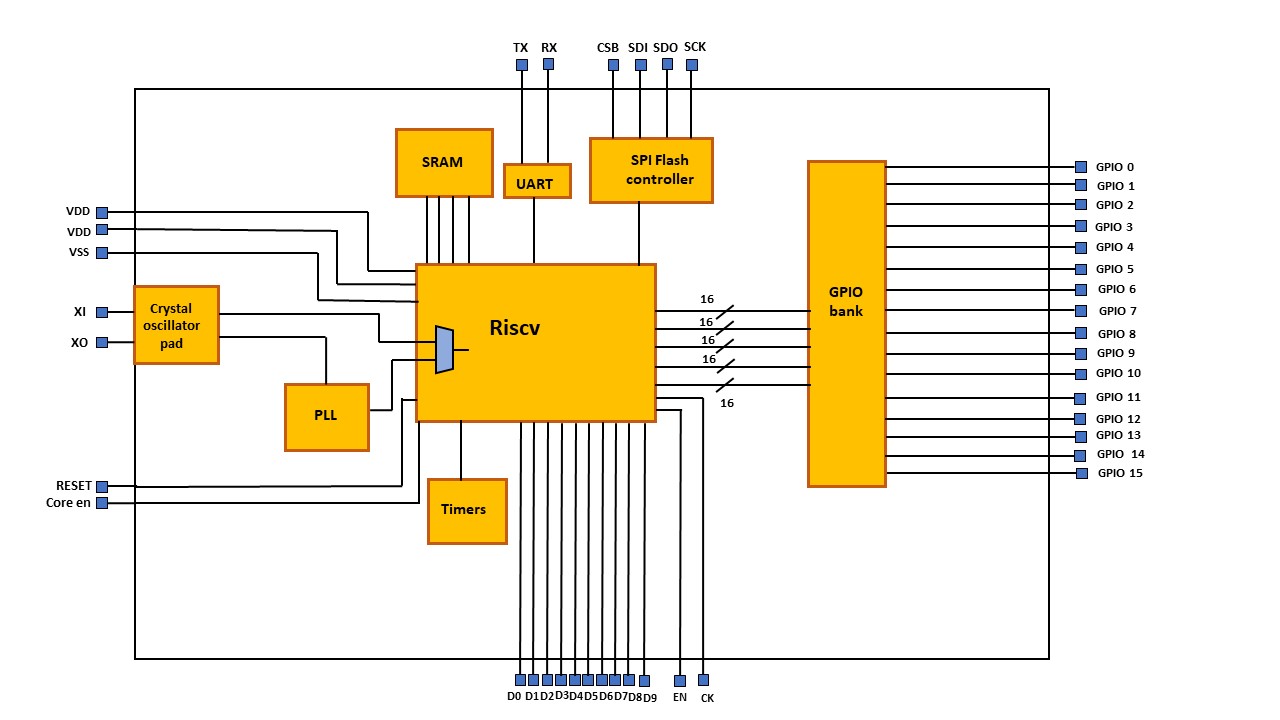 TX RX CSB SDI SDO SCK
SRAM
UART
SPI Flash
controller
VDD
VDD
VSS
XI
XO
Crystal
oscillator
pad
PLL
RESET
Core en
Riscv
Timers
16
16
16
16
16
GPIO
bank
GPIO 0
GPIO 1
GPIO 2
GPIO 3
GPIO 4
GPIO 5
GPIO 6
GPIO 7
GPIO 8
GPIO 9
GPIO 10
GPIO 11
GPIO 12
GPIO 13
GPIO 14
GPIO 15
D0 D1 D2 D3 D4 D5 D6 D7 D8 D9 EN CK